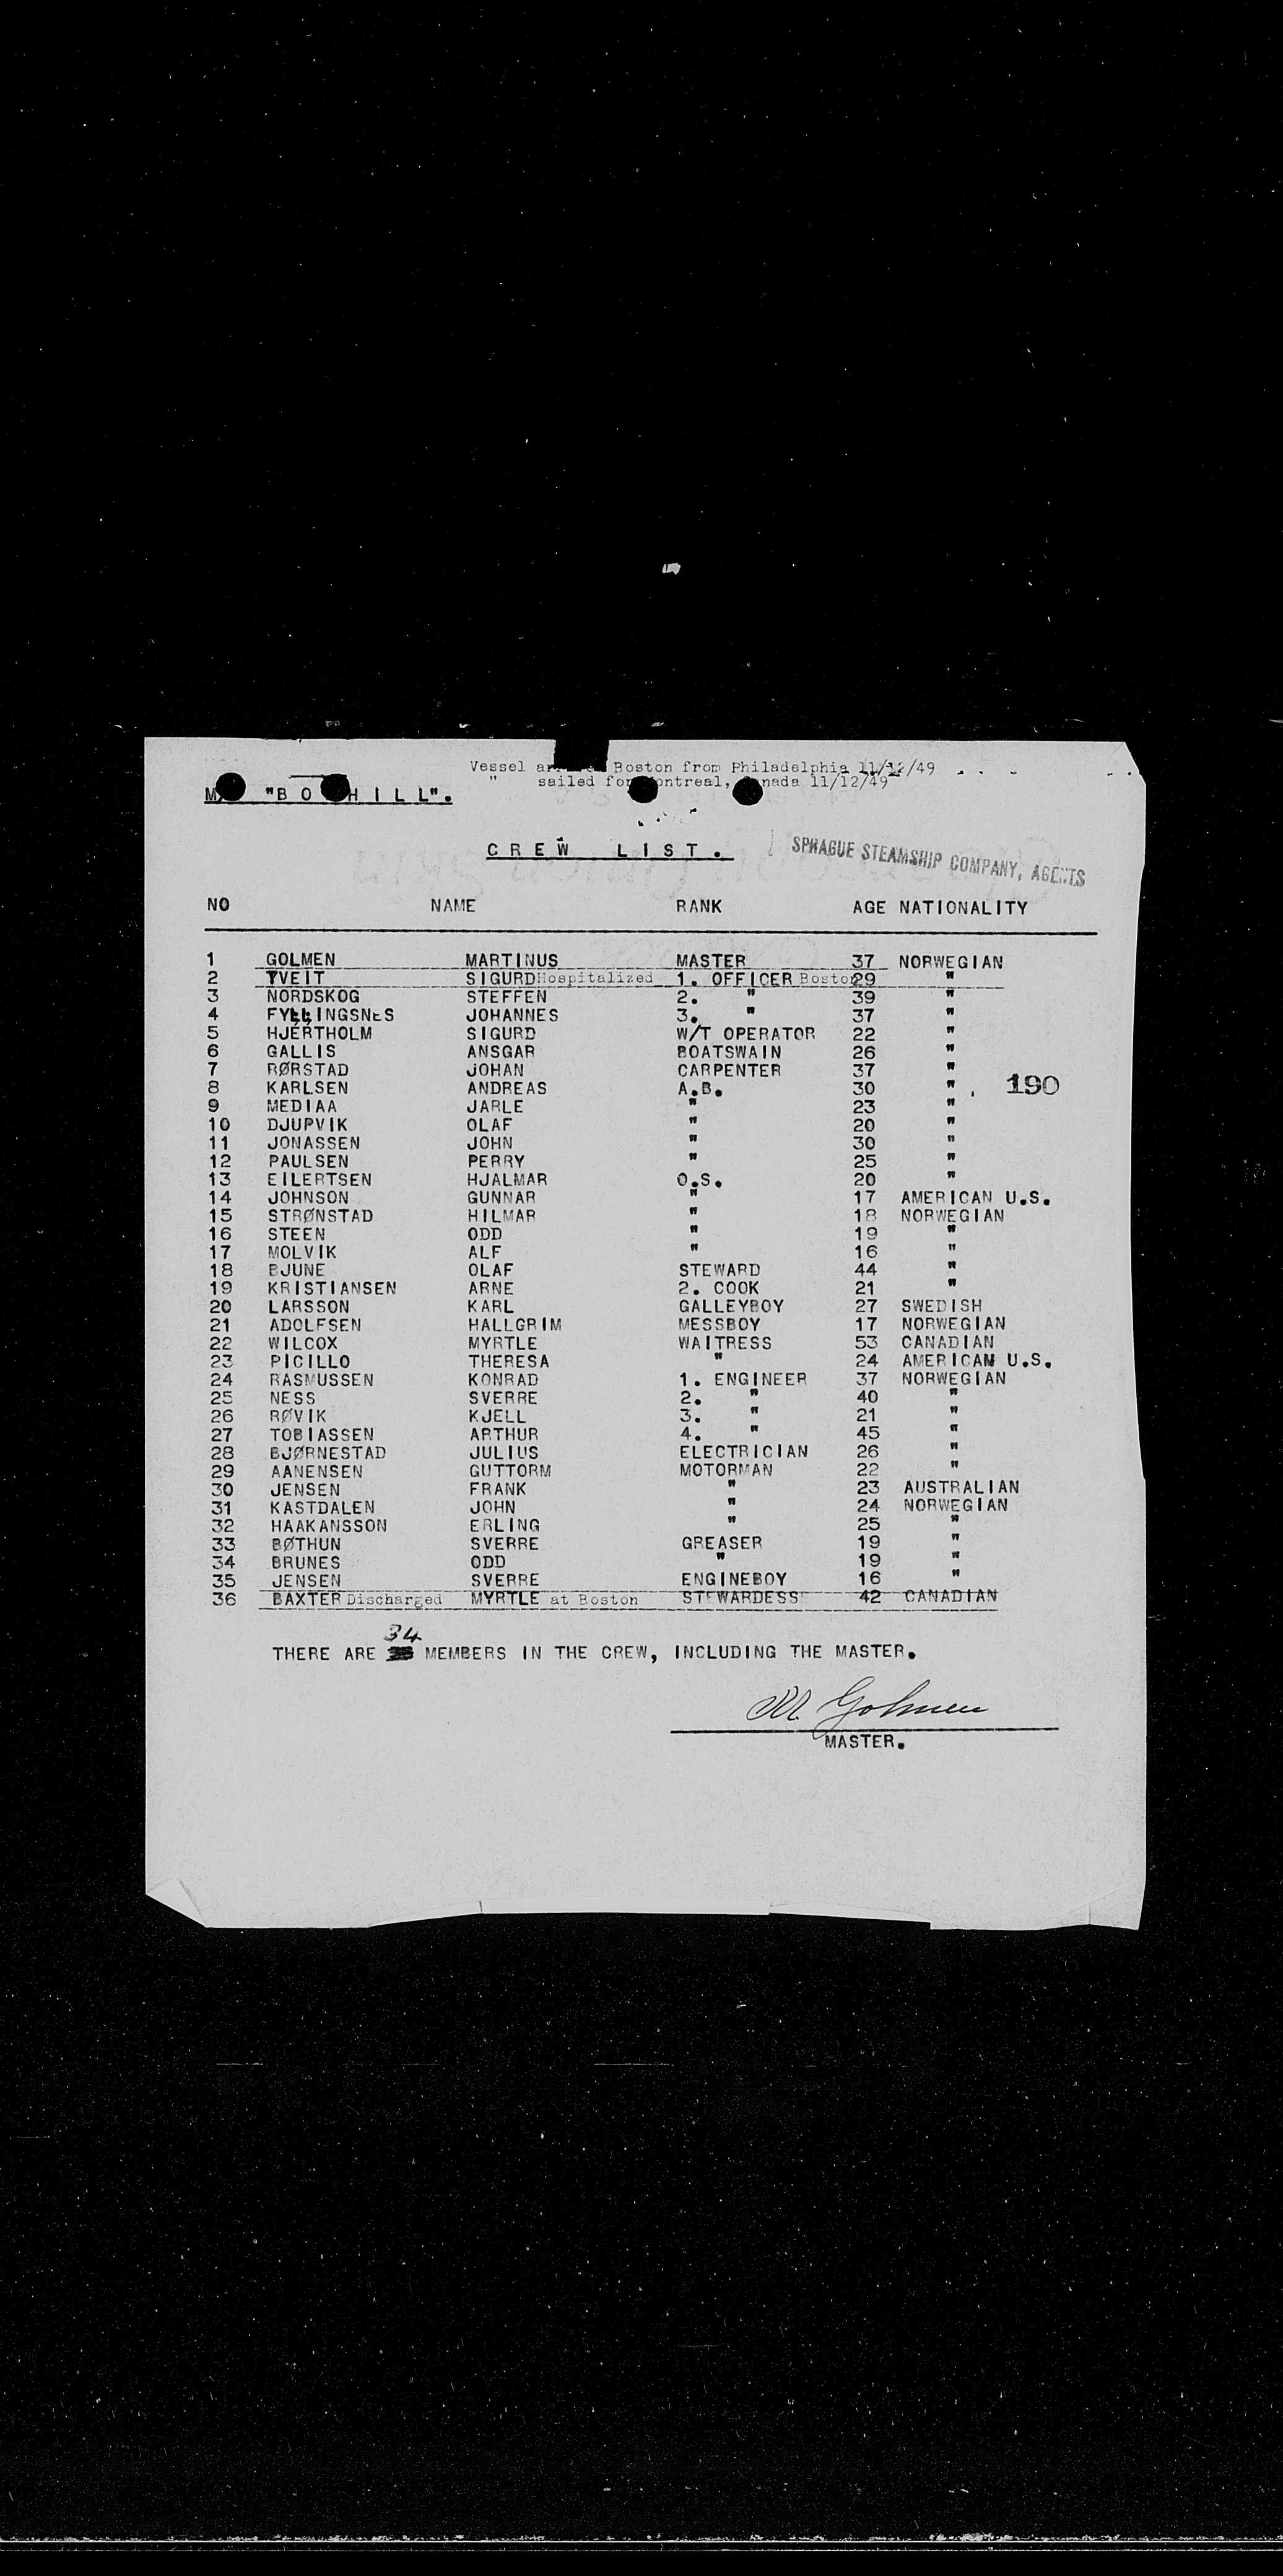 Vessel Boston from Philadelphia 11/12/49
" sailed for 11/12/49
"B O H I L L".
C R E W L I S T .
SPRAGUE STEAMSHIP COMPANY, AGENTS
NO NAME RANK AGE NATIONALITY
1 GOLMEN MARTINUS MASTER 37 NORWEGIAN
2 TVEIT SIGURD Hospitalized 1. OFFICER Boston 29 "
3 NORDSKOG STEFFEN 2. " 39 "
4 FYLLINGSNES JOHANNES 3. " 37 "
5 HJERTHOLM SIGURD W/T OPERATOR 22 "
6 GALLIS ANSGAR BOATSWAIN 26 "
7 RØRSTAD JOHAN CARPENTER 37 "
8 KARLSEN ANDREAS A.B. 30 " 190
9 MEDIAA JARLE " 23 "
10 DJUPVIK OLAF " 20 "
11 JONASSEN JOHN " 30 "
12 PAULSEN PERRY " 25 "
13 EILERTSEN HJALMAR O.S. 20 "
14 JOHNSON GUNNAR " 17 AMERICAN U.S.
15 STRØNSTAD HILMAR " 18 NORWEGIAN
16 STEEN ODD " 19 "
17 MOLVIK ALF " 16 "
18 BJUNE OLAF STEWARD 44 "
19 KRISTIANSEN ARNE 2. COOK 21 "
20 LARSSON KARL GALLEYBOY 27 SWEDISH
21 ADOLFSEN HALLGRIM MESSBOY 17 NORWEGIAN
22 WILCOX MYRTLE WAITRESS 53 CANADIAN
23 PICILLO THERESA " 24 AMERICAN U.S.
24 RASMUSSEN KONRAD 1. ENGINEER 37 NORWEGIAN
25 NESS SVERRE 2. " 40 "
26 RØVIK KJELL 3. " 21 "
27 TOBIASSEN ARTHUR 4. " 45 "
28 BJØRNESTAD JULIUS ELECTRICIAN 26 "
29 AANENSEN GUTTORM MOTORMAN 22 "
30 JENSEN FRANK " 23 AUSTRALIAN
31 KASTDALEN JOHN " 24 NORWEGIAN
32 HAAKANSSON ERLING " 25 "
33 BØTHUN SVERRE GREASER 19 "
34 BRUNES ODD " 19 "
35 JENSEN SVERRE ENGINEBOY 16 "
36 BAXTER Discharged MYRTLE at Boston STEWARDESS 42 CANADIAN
THERE ARE 34 MEMBERS IN THE CREW, INCLUDING THE MASTER.
M Golmen
MASTER.